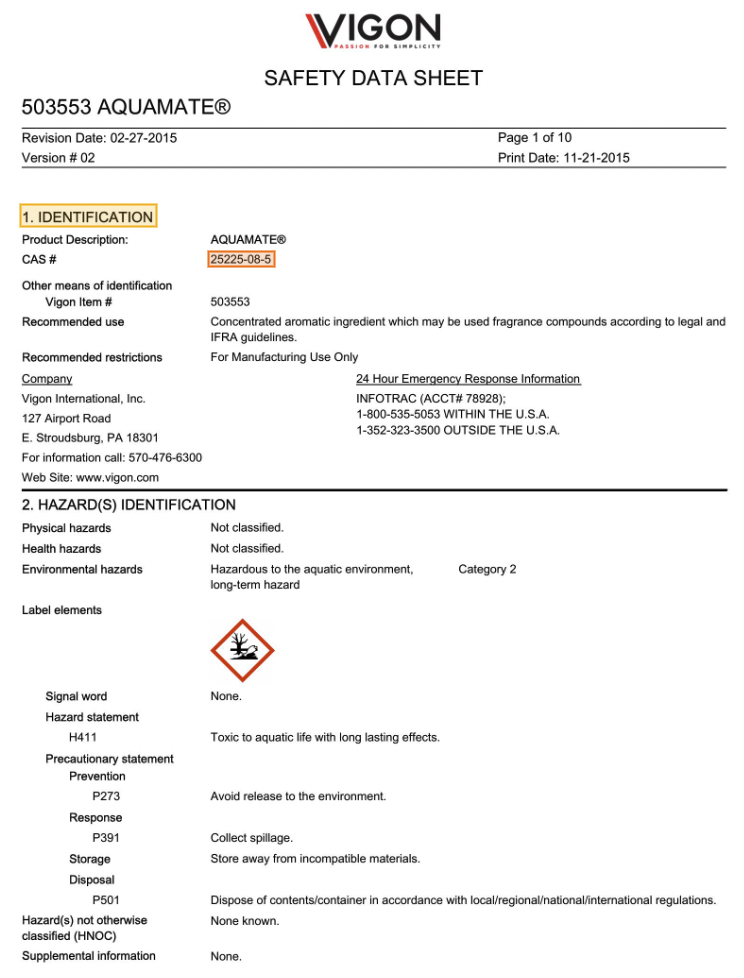 VIGON
PASSION FOR SIMPLICITY
SAFETY DATA SHEET
503553 AQUAMATE®
Revision Date: 02-27-2015 Page 1 of 10
Version # 02 Print Date: 11-21-2015
1. IDENTIFICATION
Product Description: AQUAMATE®
CAS # 25225-08-5
Other means of identification
Vigon Item # 503553
Recommended use Concentrated aromatic ingredient which may be used fragrance compounds according to legal and
IFRA guidelines.
Recommended restrictions For Manufacturing Use Only
Company 24 Hour Emergency Response Information
Vigon International, Inc. INFOTRAC (ACCT# 78928);
127 Airport Road 1-800-535-5053 WITHIN THE U.S.A.
E. Stroudsburg, PA 18301 1-352-323-3500 OUTSIDE THE U.S.A.
For information call: 570-476-6300
Web Site: www.vigon.com
2. HAZARD(S) IDENTIFICATION
Physical hazards Not classified.
Health hazards Not classified.
Environmental hazards Hazardous to the aquatic environment, Category 2
long-term hazard
Label elements
Signal word None.
Hazard statement
H411 Toxic to aquatic life with long lasting effects.
Precautionary statement
Prevention
P273 Avoid release to the environment.
Response
P391 Collect spillage.
Storage Store away from incompatible materials.
Disposal
P501 Dispose of contents/container in accordance with local/regional/national/international regulations.
Hazard(s) not otherwise None known.
classified (HNOC)
Supplemental information None.